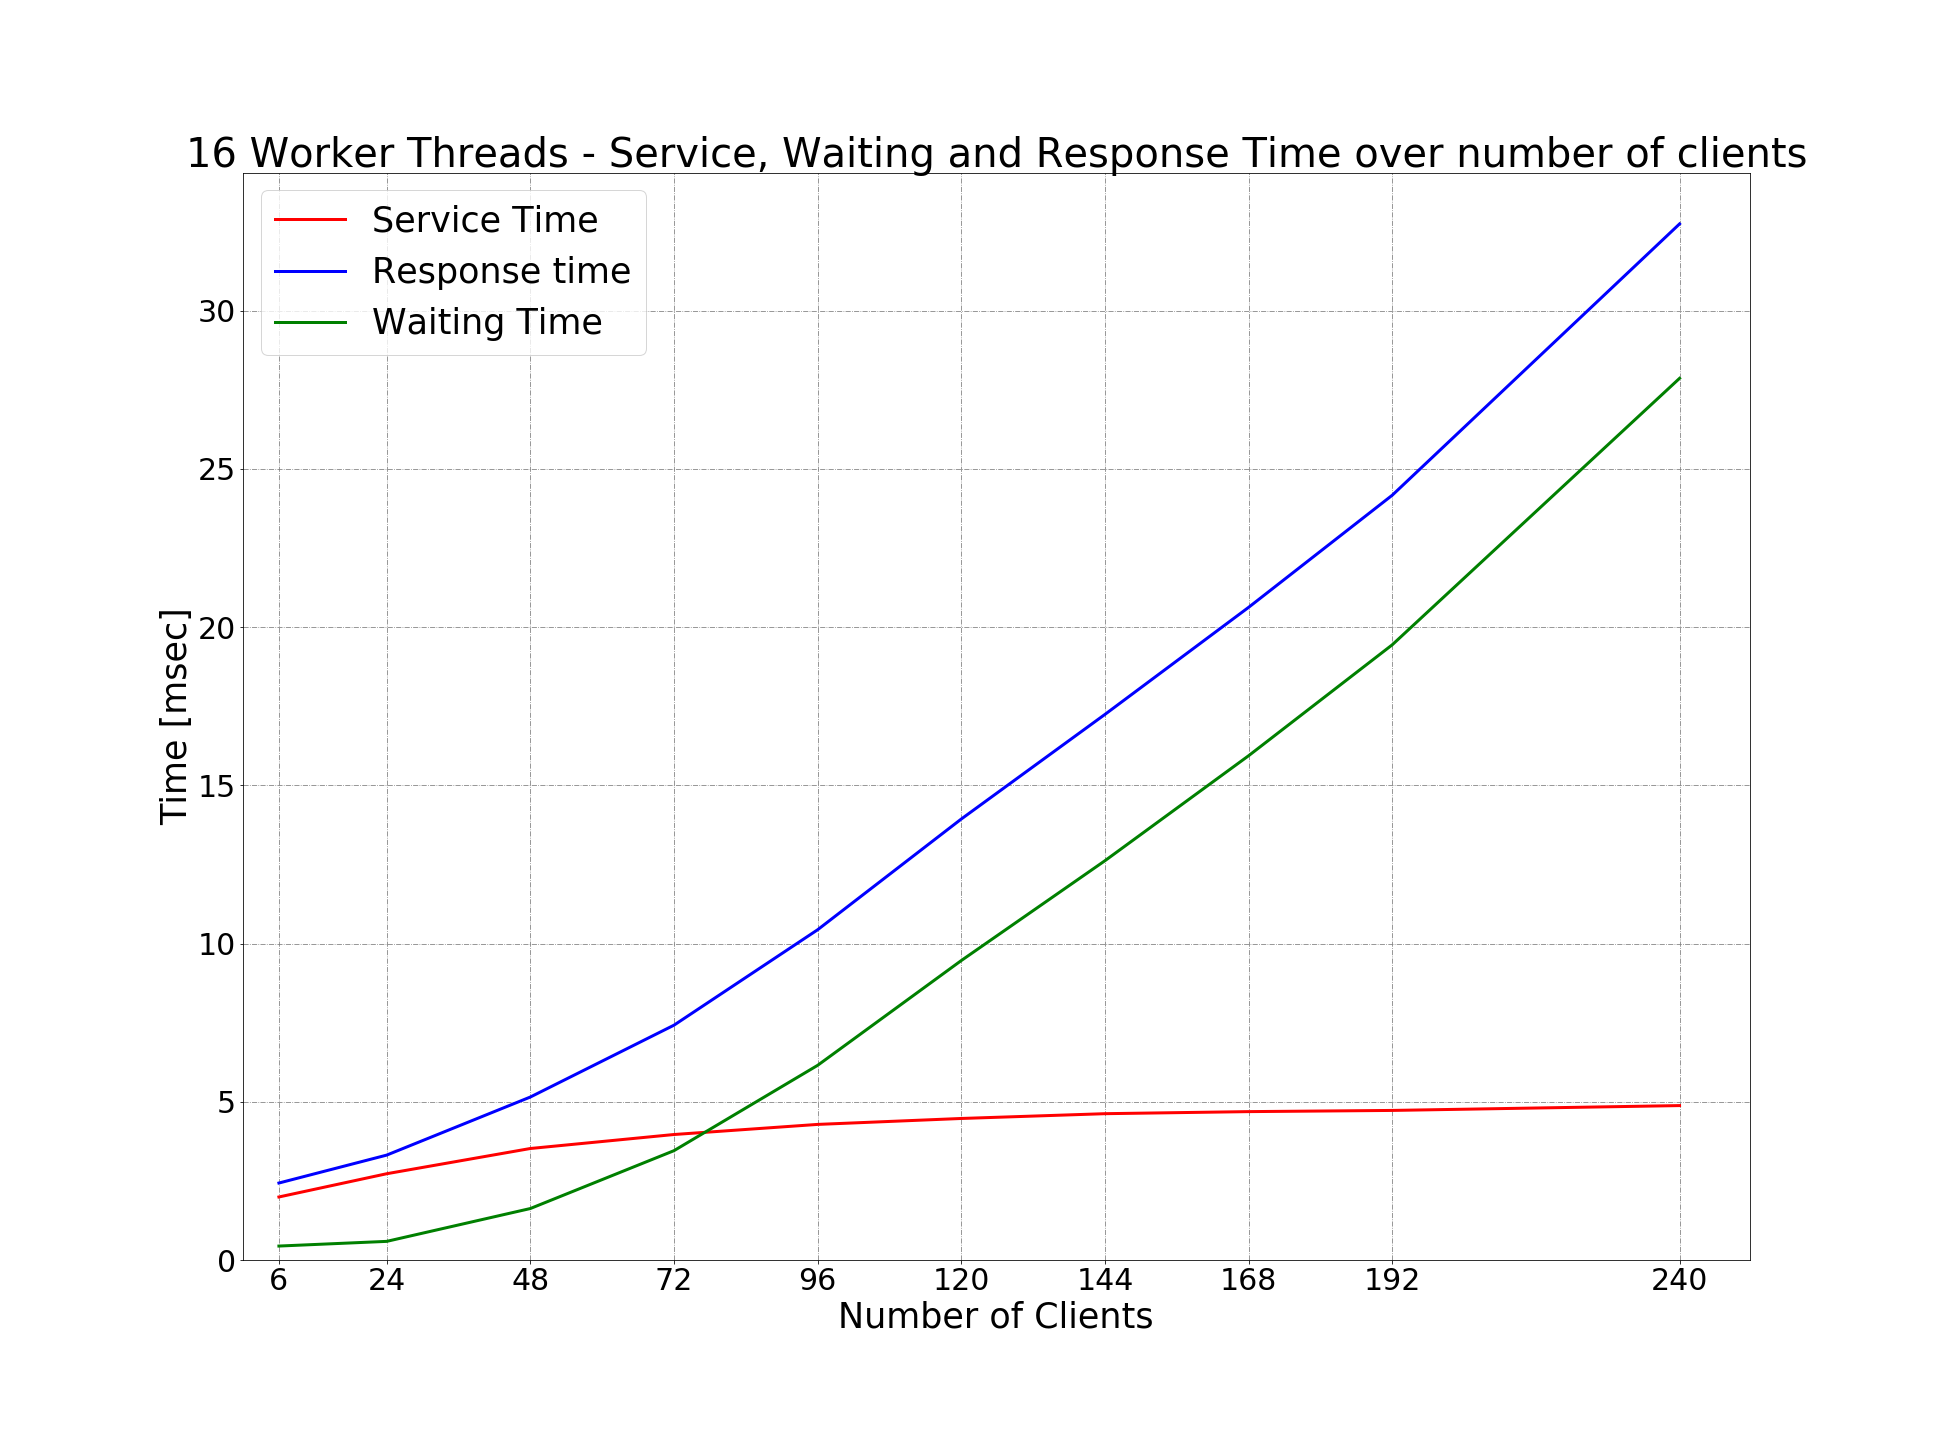 16 Worker Threads - Service, Waiting and Response Time over number of clients
Service Time
Response time
Waiting Time
30
25
20
15
10
5
0
Time [msec]
6 24 48 72 96 120 144 168 192 240
Number of Clients